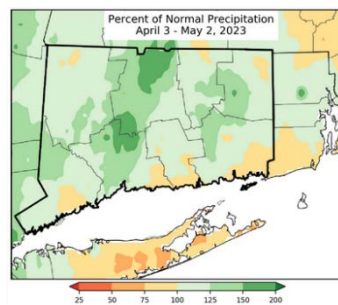 Percent of Normal Precipitation
April 3 - May 2, 2023
25 50 75 100 125 150 200